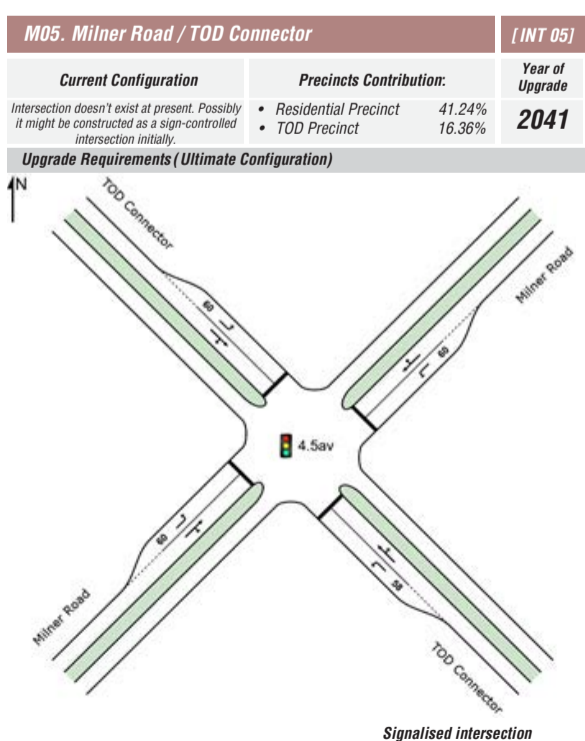 M05. Milner Road / TOD Connector
[ INT 05]
Current Configuration
Intersection doesn't exist at present. Possibly
it might be constructed as a sign-controlled
intersection initially.
Precincts Contribution:
• Residential Precinct 41.24%
• TOD Precinct 16.36%
Year of
Upgrade
2041
Upgrade Requirements ( Ultimate Configuration)
N
TOD Connector
Milner Road
60
60
4.5av
60
58
Milner Road
TOD Connector
Signalised intersection